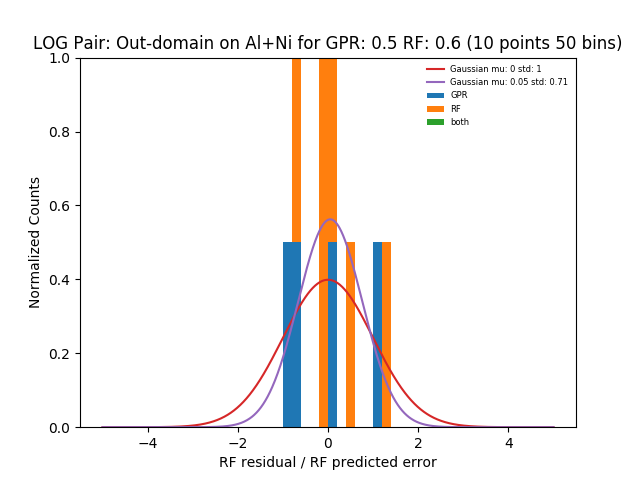 LOG Pair: Out-domain on Al+Ni for GPR: 0.5 RF: 0.6 (10 points 50 bins)
Gaussian mu: 0 std: 1
Gaussian mu: 0.05 std: 0.71
GPR
RF
both
1.0
0.8
0.6
0.4
0.2
0.0
Normalized Counts
−4 −2 0 2 4
RF residual / RF predicted error